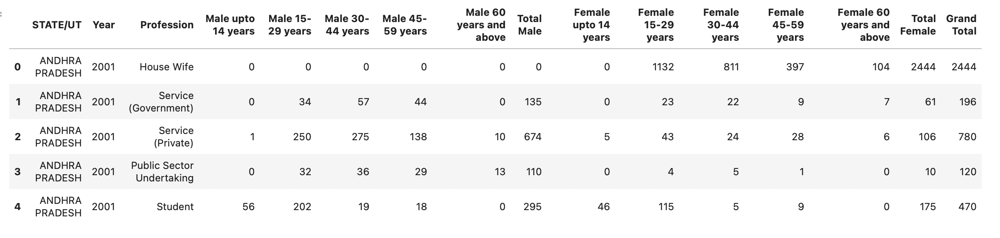 STATE/UT Year Profession Male upto 14 years Male 15-29 years Male 30-44 years Male 45-59 years Male 60 years and above Total Male Female upto 14 years Female 15-29 years Female 30-44 years Female 45-59 years Female 60 years and above Total Female Grand Total
0 ANDHRA PRADESH 2001 House Wife 0 0 0 0 0 0 0 1132 811 397 104 2444 2444
1 ANDHRA PRADESH 2001 Service (Government) 0 34 57 44 0 135 0 23 22 9 7 61 196
2 ANDHRA PRADESH 2001 Service (Private) 1 250 275 138 10 674 5 43 24 28 6 106 780
3 ANDHRA PRADESH 2001 Public Sector Undertaking 0 32 36 29 13 110 0 4 5 1 0 10 120
4 ANDHRA PRADESH 2001 Student 56 202 19 18 0 295 46 115 5 9 0 175 470